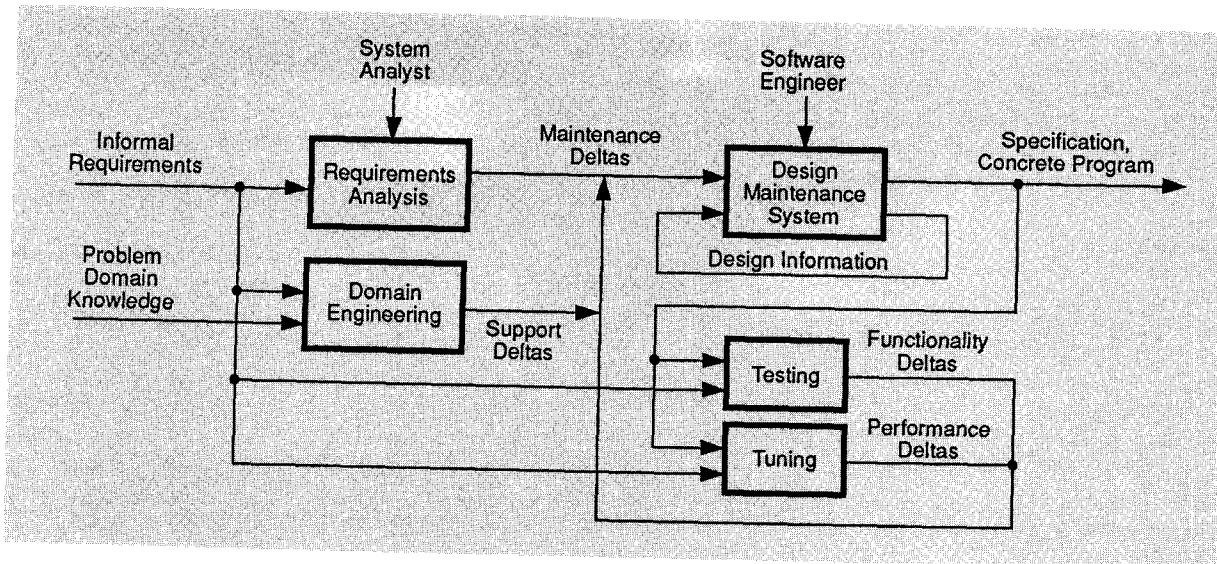 System
Analyst
Software
Engineer
Informal
Requirements
Requirements
Analysis
Maintenance
Deltas
Design
Maintenance
System
Specification,
Concrete Program
Design Information
Problem
Domain
Knowledge
Domain
Engineering
Support
Deltas
Testing
Functionality
Deltas
Tuning
Performance
Deltas